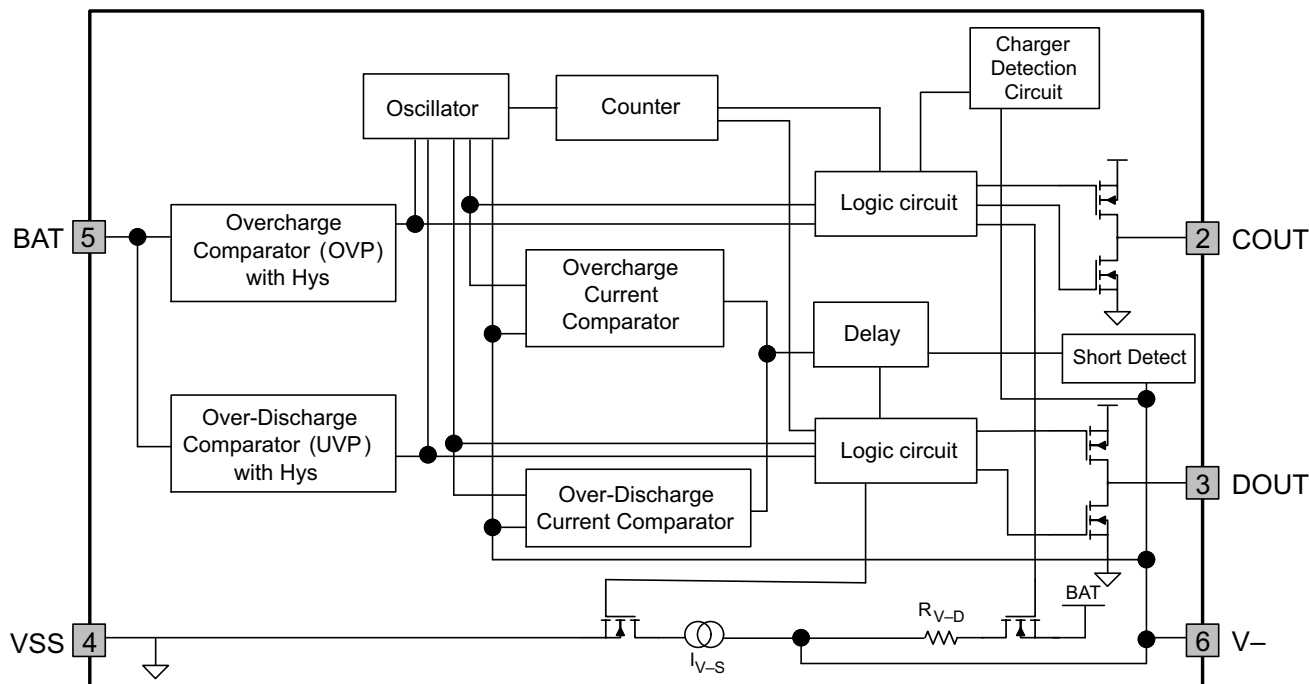 Charger
Detection
Circuit
Oscillator
Counter
Logic circuit
BAT
5
Overcharge
Comparator (OVP)
with Hys
2
COUT
Overcharge
Current
Comparator
Delay
Short Detect
Over-Discharge
Comparator (UVP)
with Hys
Logic circuit
3
DOUT
Over-Discharge
Current Comparator
BAT
RV–D
VSS
4
IV–S
6
V–